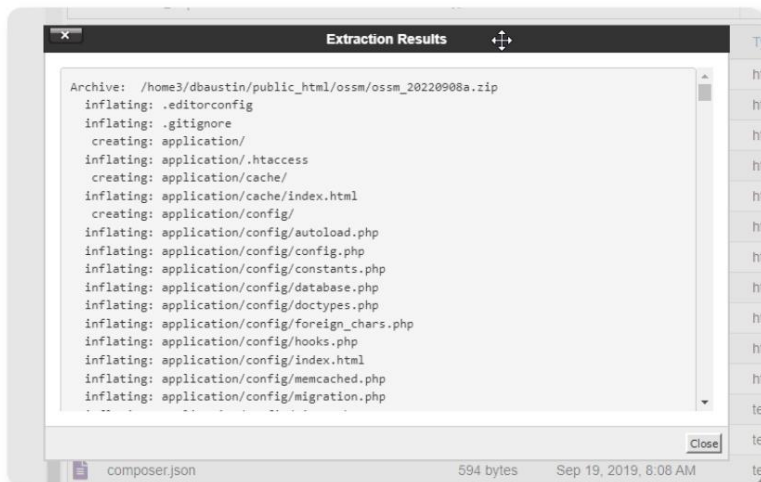 Extraction Results
Archive:  /home3/dbaustin/public_html/ossm/ossm_20220908a.zip
inflating: .editorconfig
inflating: .gitignore
creating: application/
inflating: application/.htaccess
creating: application/cache/
inflating: application/cache/index.html
creating: application/config/
inflating: application/config/autoload.php
inflating: application/config/config.php
inflating: application/config/constants.php
inflating: application/config/database.php
inflating: application/config/doctypes.php
inflating: application/config/foreign_chars.php
inflating: application/config/hooks.php
inflating: application/config/index.html
inflating: application/config/memcached.php
inflating: application/config/migration.php
Close
composer.json 594 bytes Sep 19, 2019, 8:08 AM